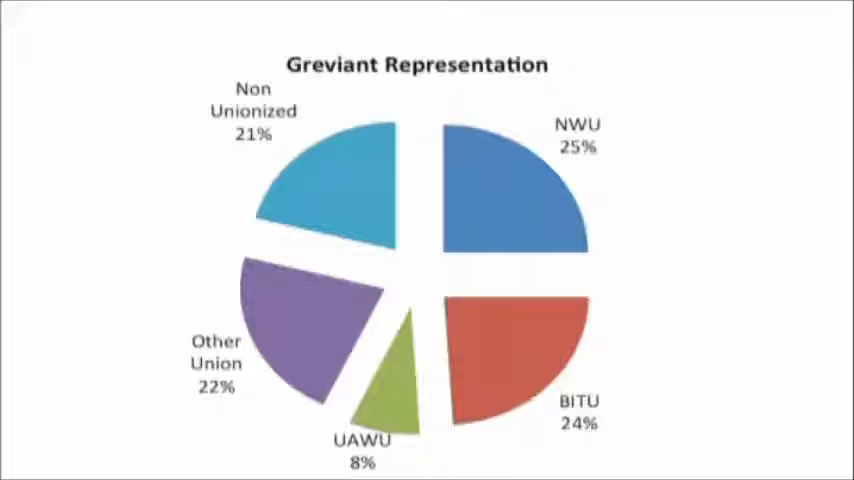 Greviant Representation
Non
Unionized
21%
NWU
25%
Other
Union
22%
BITU
24%
UAWU
8%